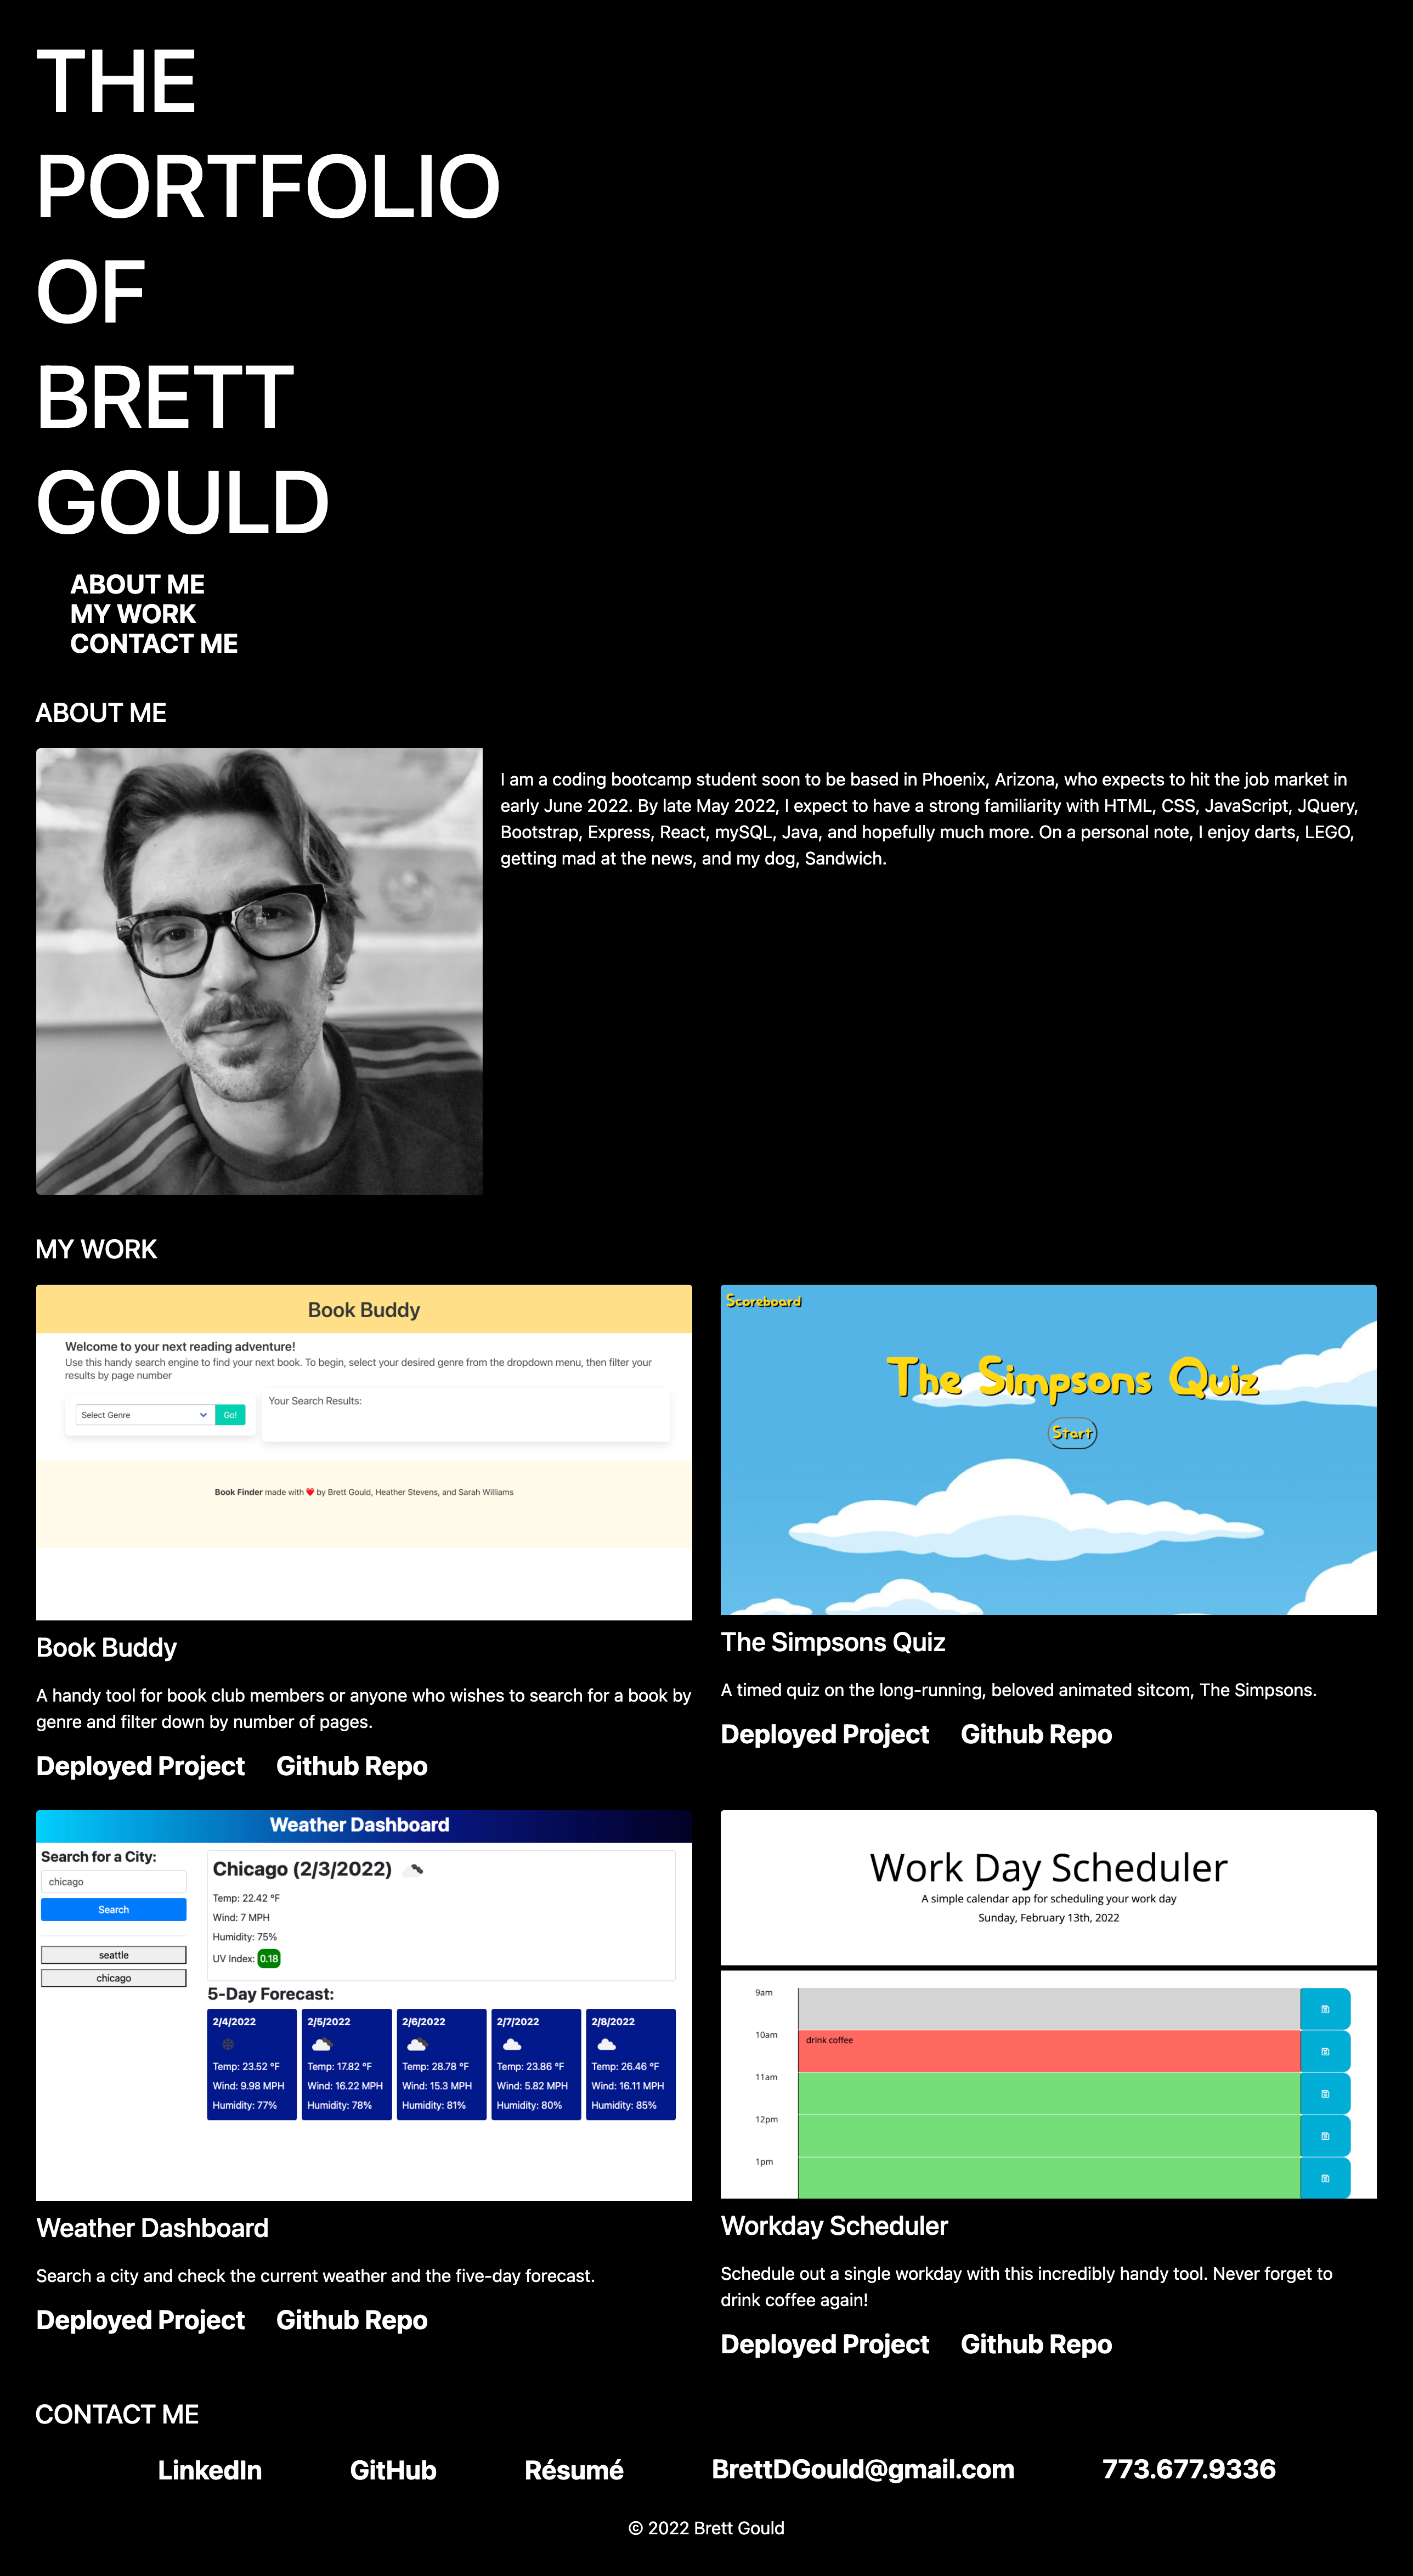 THE
PORTFOLIO
OF
BRETT
GOULD
ABOUT ME
MY WORK
CONTACT ME
ABOUT ME
I am a coding bootcamp student soon to be based in Phoenix, Arizona, who expects to hit the job market in
early June 2022. By late May 2022, I expect to have a strong familiarity with HTML, CSS, JavaScript, JQuery,
Bootstrap, Express, React, mySQL, Java, and hopefully much more. On a personal note, I enjoy darts, LEGO,
getting mad at the news, and my dog, Sandwich.
MY WORK
Book Buddy
Welcome to your next reading adventure!
Use this handy search engine to find your next book. To begin, select your desired genre from the dropdown menu, then filter your
results by page number
Select Genre
Go!
Your Search Results:
Book Finder made with ❤️ by Brett Gould, Heather Stevens, and Sarah Williams
Book Buddy
A handy tool for book club members or anyone who wishes to search for a book by
genre and filter down by number of pages.
Deployed Project Github Repo
Scoreboard
The Simpsons Quiz
Start
The Simpsons Quiz
A timed quiz on the long-running, beloved animated sitcom, The Simpsons.
Deployed Project Github Repo
Weather Dashboard
Search for a City:
chicago
Search
seattle
chicago
Chicago (2/3/2022)
Temp: 22.42 °F
Wind: 7 MPH
Humidity: 75%
UV Index: 0.18
5-Day Forecast:
2/4/2022
Temp: 23.52 °F
Wind: 9.98 MPH
Humidity: 77%
2/5/2022
Temp: 17.82 °F
Wind: 16.22 MPH
Humidity: 78%
2/6/2022
Temp: 28.78 °F
Wind: 15.3 MPH
Humidity: 81%
2/7/2022
Temp: 23.86 °F
Wind: 5.82 MPH
Humidity: 80%
2/8/2022
Temp: 26.46 °F
Wind: 16.11 MPH
Humidity: 85%
Weather Dashboard
Search a city and check the current weather and the five-day forecast.
Deployed Project Github Repo
Work Day Scheduler
A simple calendar app for scheduling your work day
Sunday, February 13th, 2022
9am
10am drink coffee
11am
12pm
1pm
Workday Scheduler
Schedule out a single workday with this incredibly handy tool. Never forget to
drink coffee again!
Deployed Project Github Repo
CONTACT ME
LinkedIn GitHub Résumé BrettDGould@gmail.com 773.677.9336
© 2022 Brett Gould